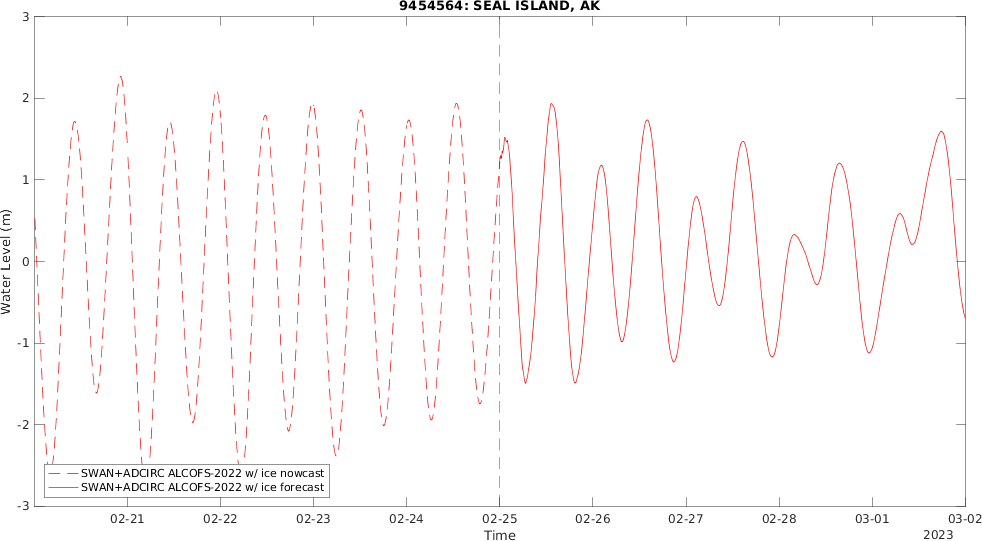 9454564: SEAL ISLAND, AK
3
2
1
0
-1
-2
-3
Water Level (m)
SWAN+ADCIRC ALCOFS-2022 w/ ice nowcast
SWAN+ADCIRC ALCOFS-2022 w/ ice forecast
02-21 02-22 02-23 02-24 02-25 02-26 02-27 02-28 03-01 03-02
Time
2023